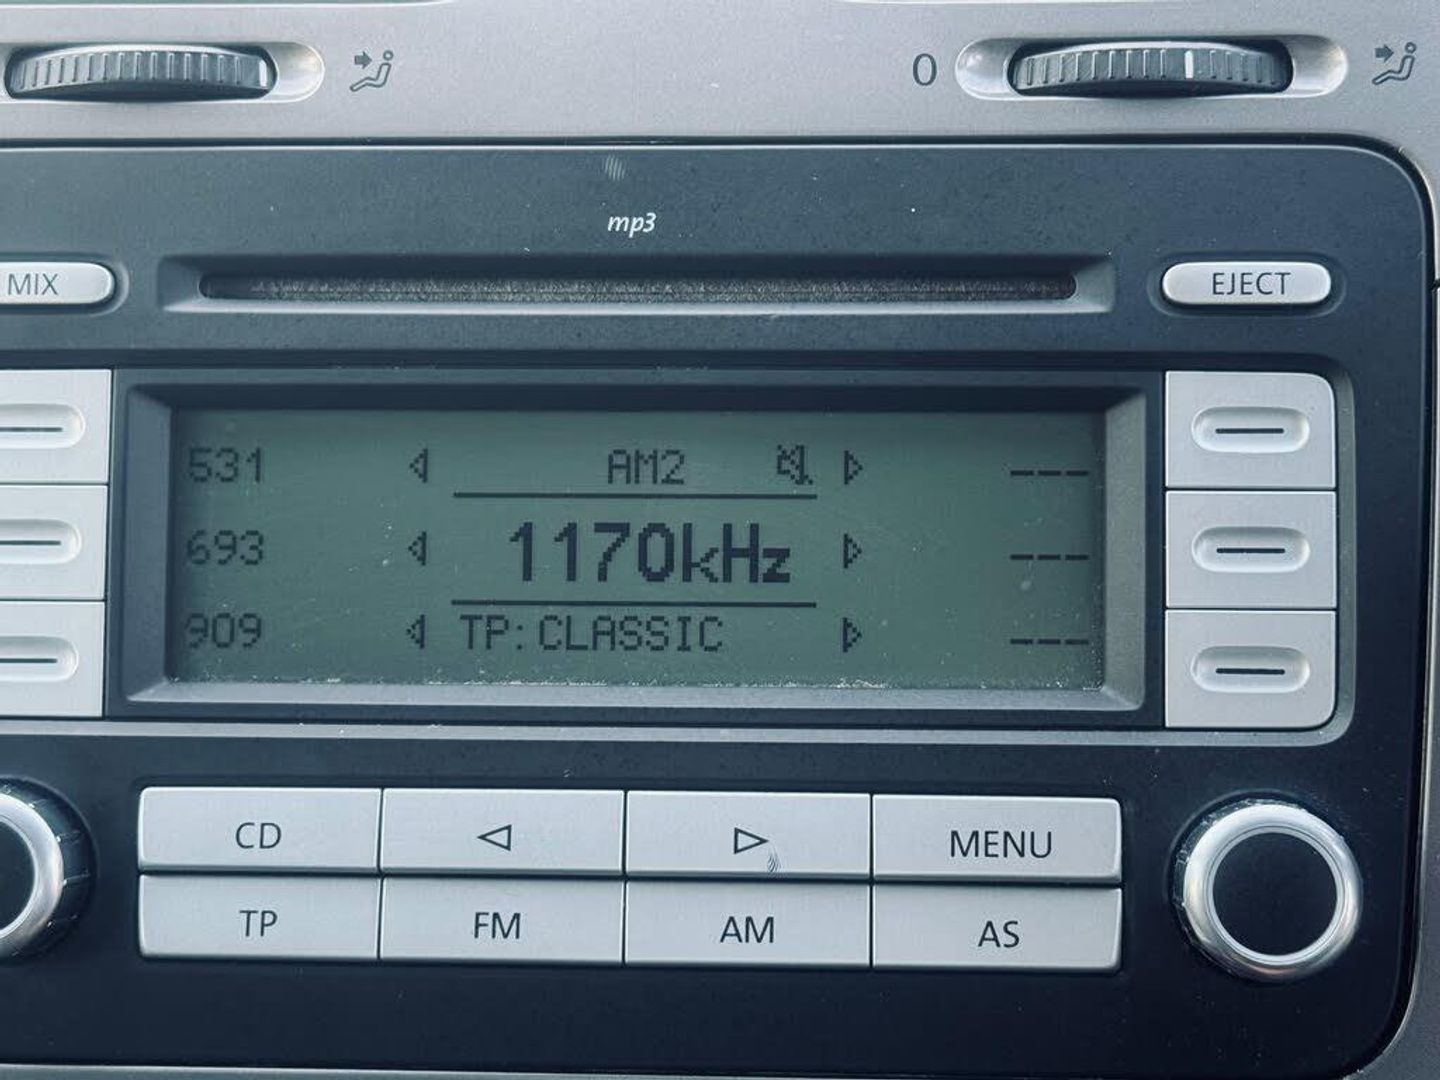 0
mp3
MIX
EJECT
531 AM2 ---
693 1170kHz ---
909 TP:CLASSIC ---
CD MENU
TP FM AM AS